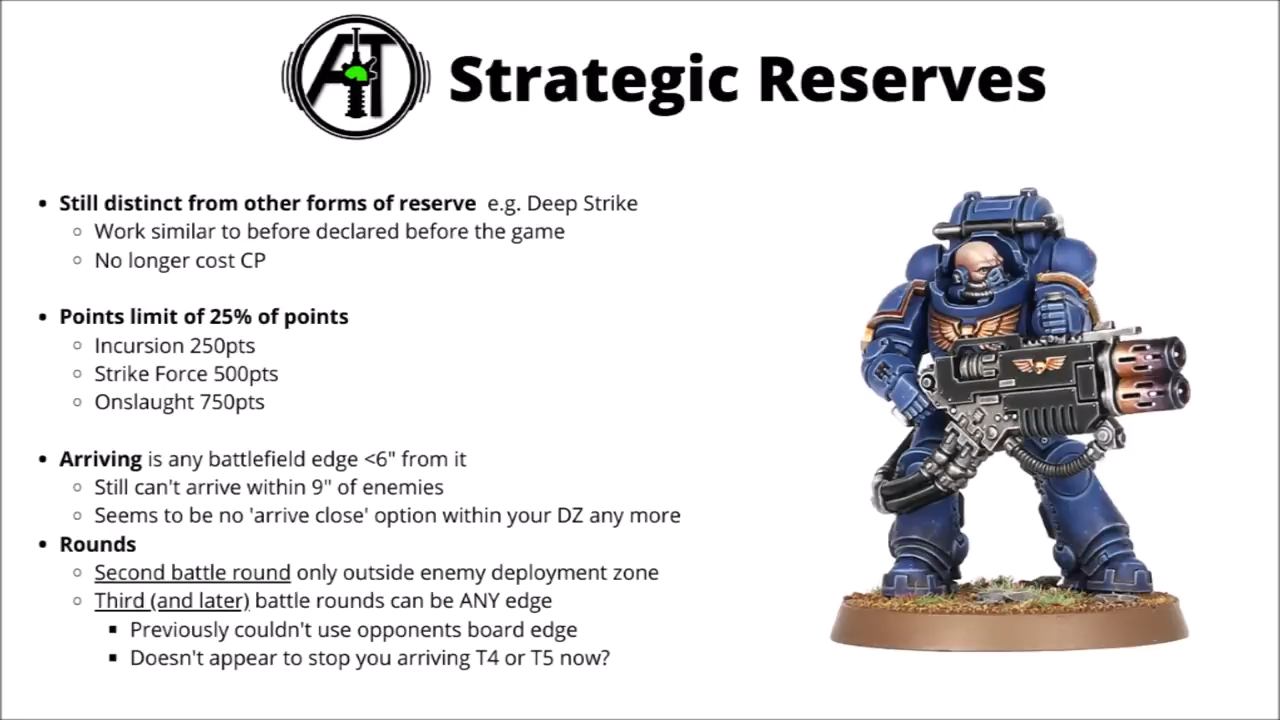 AT
Strategic Reserves
• Still distinct from other forms of reserve e.g. Deep Strike
○ Work similar to before declared before the game
○ No longer cost CP
• Points limit of 25% of points
○ Incursion 250pts
○ Strike Force 500pts
○ Onslaught 750pts
• Arriving is any battlefield edge <6" from it
○ Still can't arrive within 9" of enemies
○ Seems to be no 'arrive close' option within your DZ any more
• Rounds
○ Second battle round only outside enemy deployment zone
○ Third (and later) battle rounds can be ANY edge
▪ Previously couldn't use opponents board edge
▪ Doesn't appear to stop you arriving T4 or T5 now?